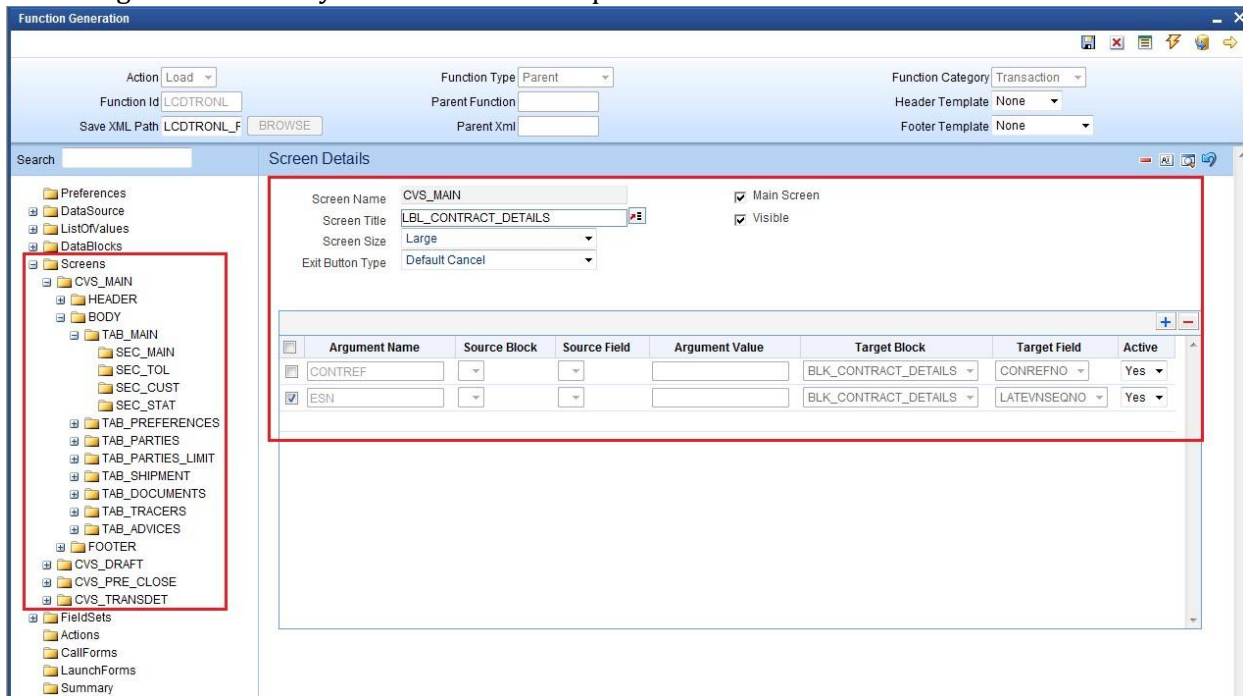 Function Generation
Action Load Function Type Parent Function Category Transaction
Function Id LCDTRONL Parent Function Header Template None
Save XML Path LCDTRONL_F BROWSE Parent Xml Footer Template None
Search Screen Details
Preferences
DataSource
ListOfValues
DataBlocks
Screens
CVS_MAIN
HEADER
BODY
TAB_MAIN
SEC_MAIN
SEC_TOL
SEC_CUST
SEC_STAT
TAB_PREFERENCES
TAB_PARTIES
TAB_PARTIES_LIMIT
TAB_SHIPMENT
TAB_DOCUMENTS
TAB_TRACERS
TAB_ADVICES
FOOTER
CVS_DRAFT
CVS_PRE_CLOSE
CVS_TRANSDET
FieldSets
Actions
CallForms
LaunchForms
Summary
Screen Name CVS_MAIN Main Screen
Screen Title LBL_CONTRACT_DETAILS Visible
Screen Size Large
Exit Button Type Default Cancel
Argument Name Source Block Source Field Argument Value Target Block Target Field Active
CONTREF BLK_CONTRACT_DETAILS CONREFNO Yes
ESN BLK_CONTRACT_DETAILS LATEVNSEQNO Yes